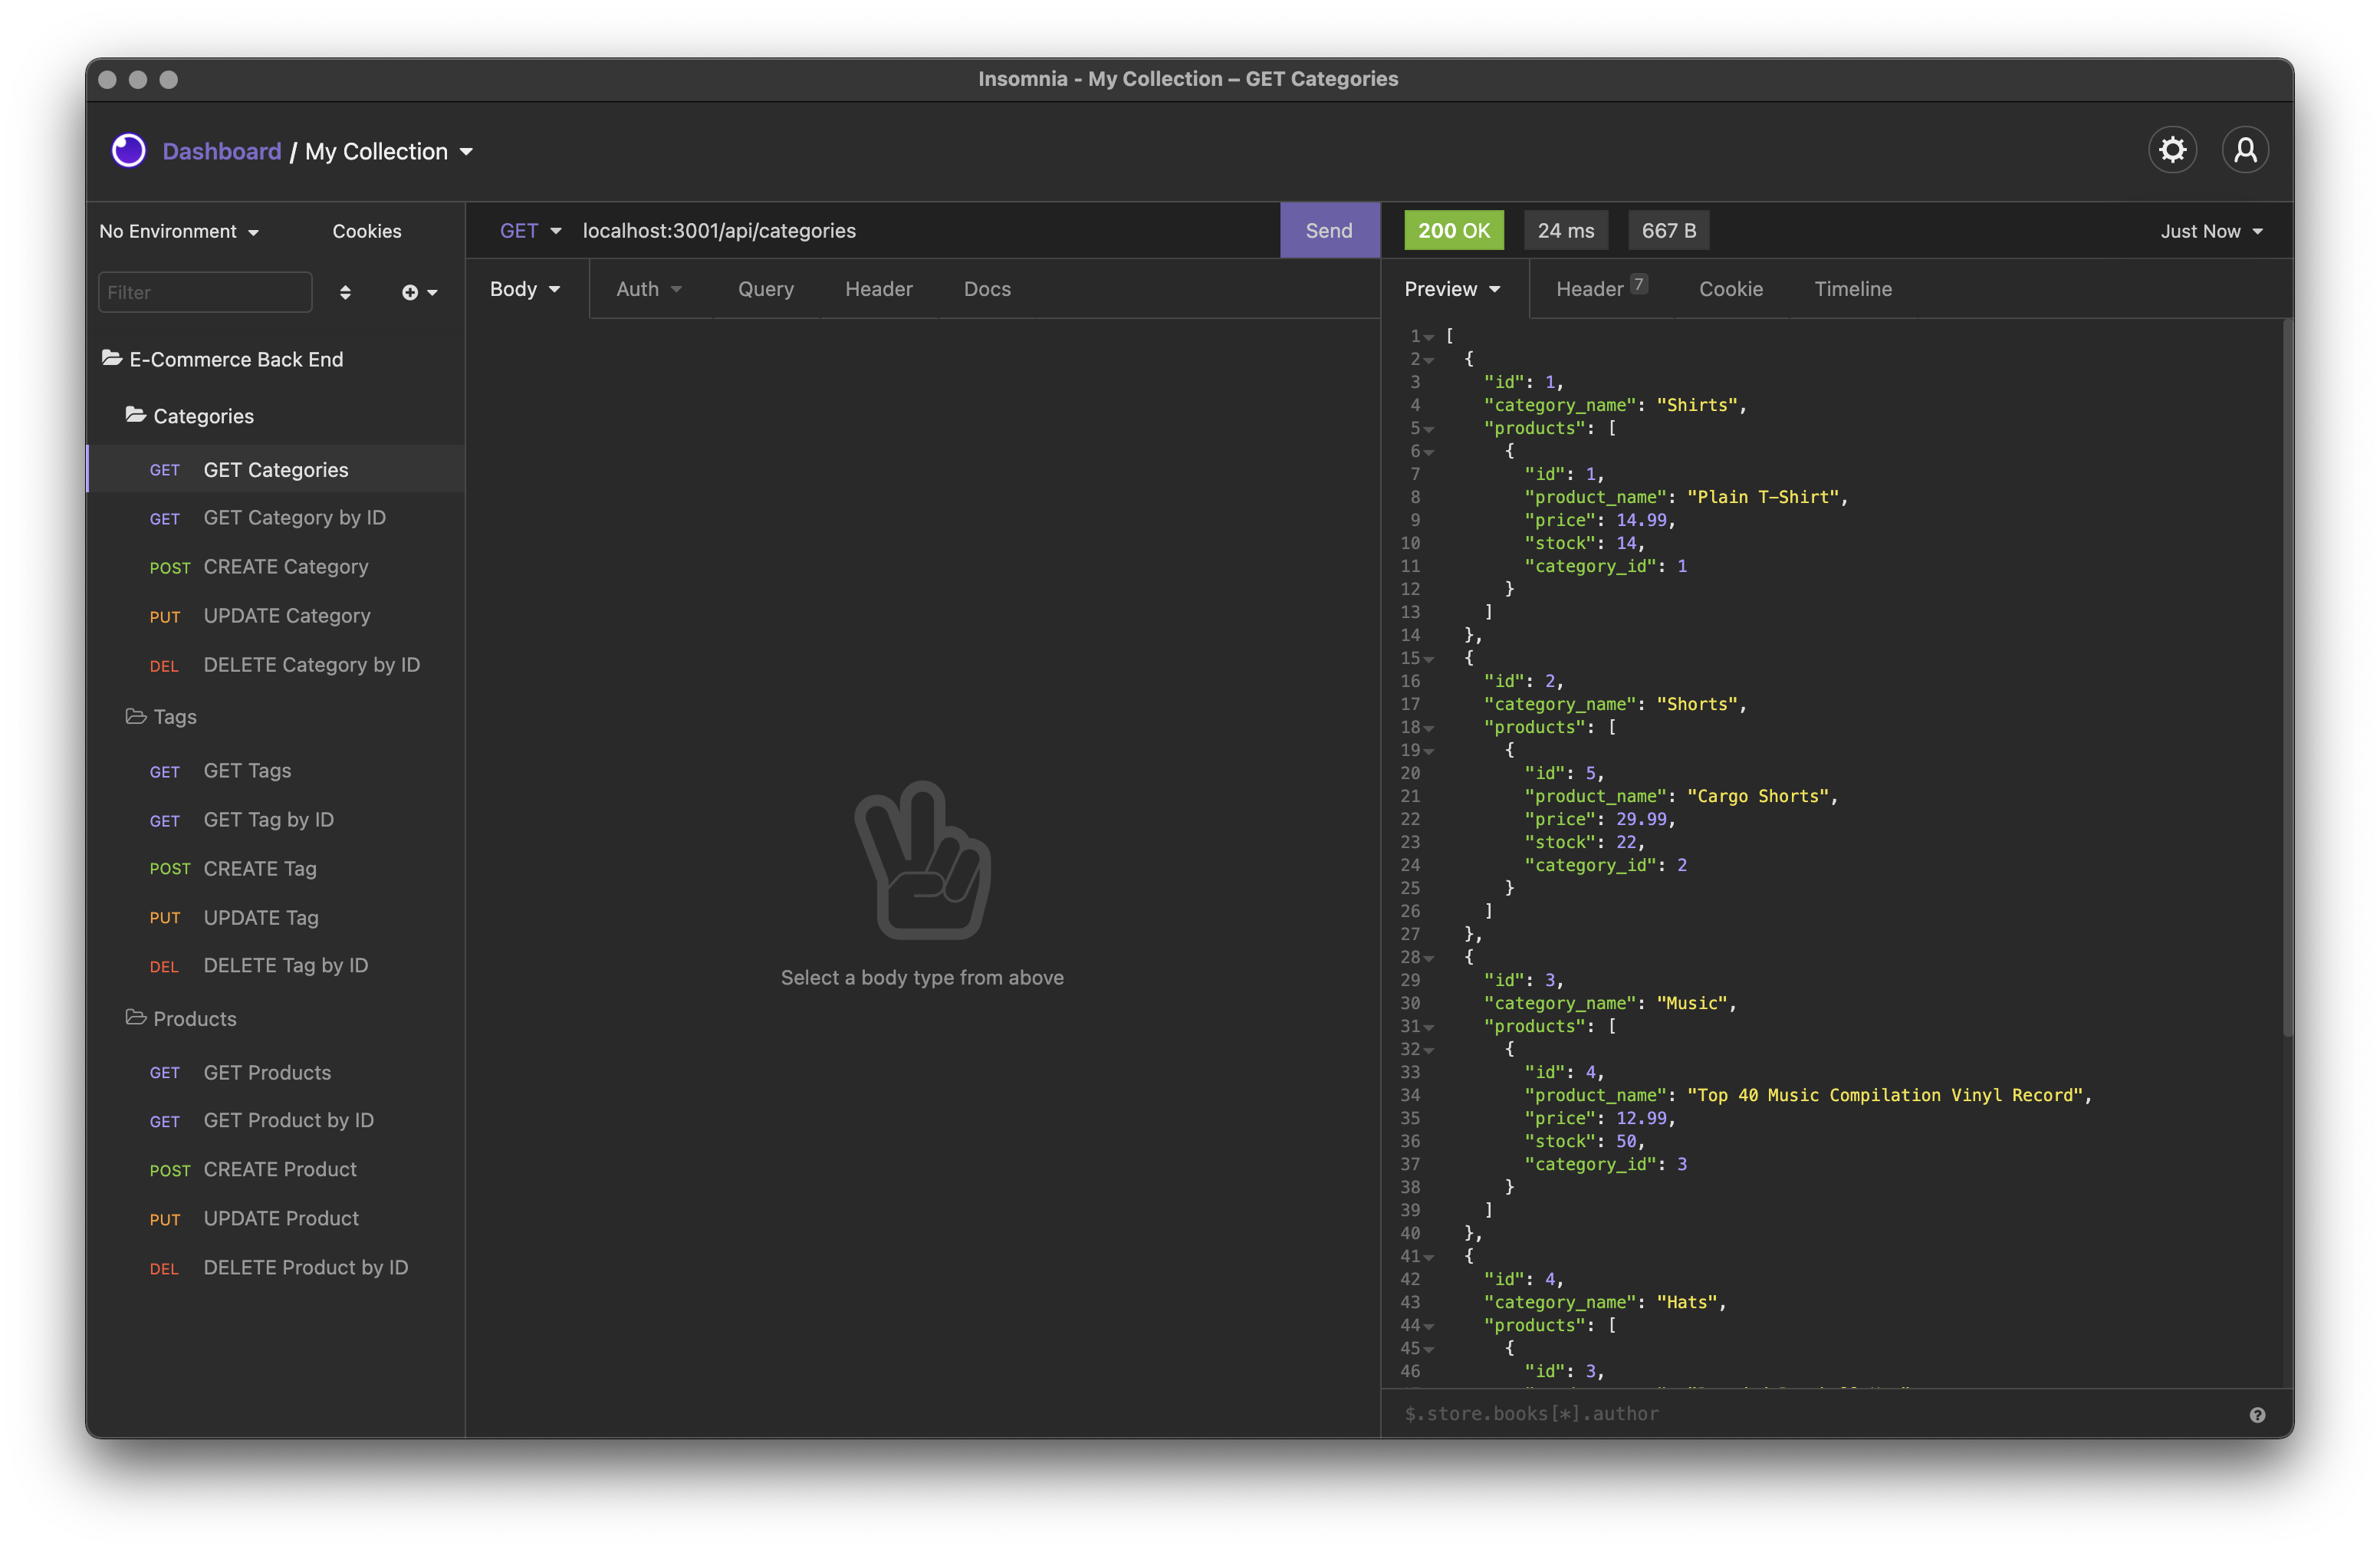 Insomnia - My Collection – GET Categories
Dashboard / My Collection
No Environment Cookies
Filter
E-Commerce Back End
Categories
GET GET Categories
GET GET Category by ID
POST CREATE Category
PUT UPDATE Category
DEL DELETE Category by ID
Tags
GET GET Tags
GET GET Tag by ID
POST CREATE Tag
PUT UPDATE Tag
DEL DELETE Tag by ID
Products
GET GET Products
GET GET Product by ID
POST CREATE Product
PUT UPDATE Product
DEL DELETE Product by ID
GET localhost:3001/api/categories Send
Body Auth Query Header Docs
Select a body type from above
200 OK 24 ms 667 B Just Now
Preview Header 7 Cookie Timeline
1 [
2 {
3 "id": 1,
4 "category_name": "Shirts",
5 "products": [
6 {
7 "id": 1,
8 "product_name": "Plain T-Shirt",
9 "price": 14.99,
10 "stock": 14,
11 "category_id": 1
12 }
13 ]
14 },
15 {
16 "id": 2,
17 "category_name": "Shorts",
18 "products": [
19 {
20 "id": 5,
21 "product_name": "Cargo Shorts",
22 "price": 29.99,
23 "stock": 22,
24 "category_id": 2
25 }
26 ]
27 },
28 {
29 "id": 3,
30 "category_name": "Music",
31 "products": [
32 {
33 "id": 4,
34 "product_name": "Top 40 Music Compilation Vinyl Record",
35 "price": 12.99,
36 "stock": 50,
37 "category_id": 3
38 }
39 ]
40 },
41 {
42 "id": 4,
43 "category_name": "Hats",
44 "products": [
45 {
46 "id": 3,
$.store.books[*].author